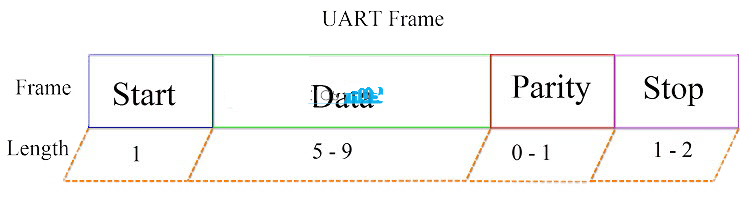 UART Frame
Frame Start Data Parity Stop
Length 1 5 - 9 0 - 1 1 - 2